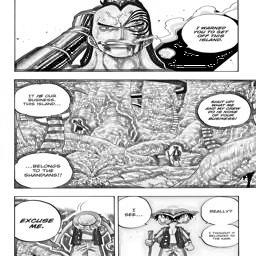 I WARNED
YOU TO GET
OFF THIS
ISLAND.
SHUT UP!
WHAT ME
AND MY CREW
DO IS NONE
OF YOUR
BUSINESS!
IT IS OUR
BUSINESS.
THIS ISLAND...
...BELONGS
TO THE
SHANDIANS!!
REALLY?
I THOUGHT IT
BELONGED TO
THE KAMI.
I
SEE...
EXCUSE
ME.